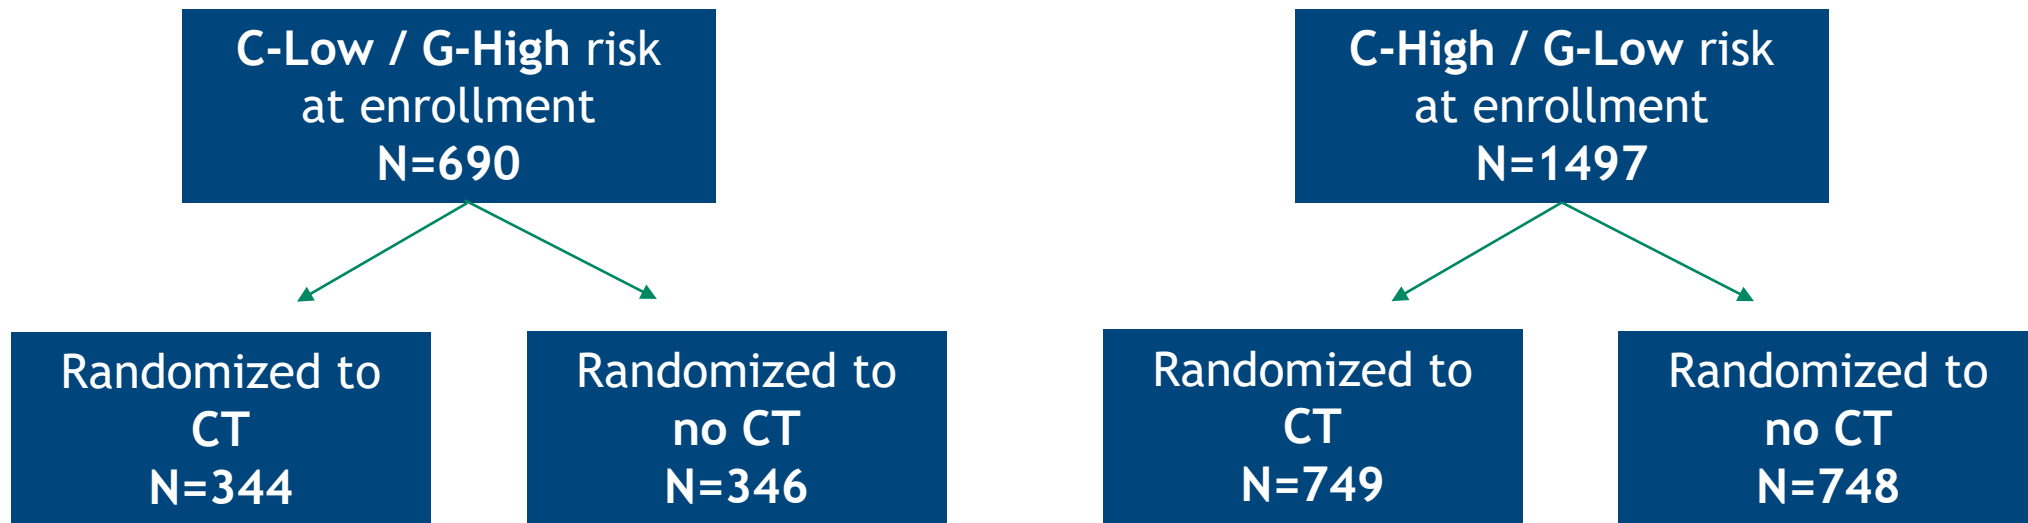 C-Low / G-High risk
at enrollment
N=690
C-High / G-Low risk
at enrollment
N=1497
Randomized to
CT
N=344
Randomized to
no CT
N=346
Randomized to
CT
N=749
Randomized to
no CT
N=748